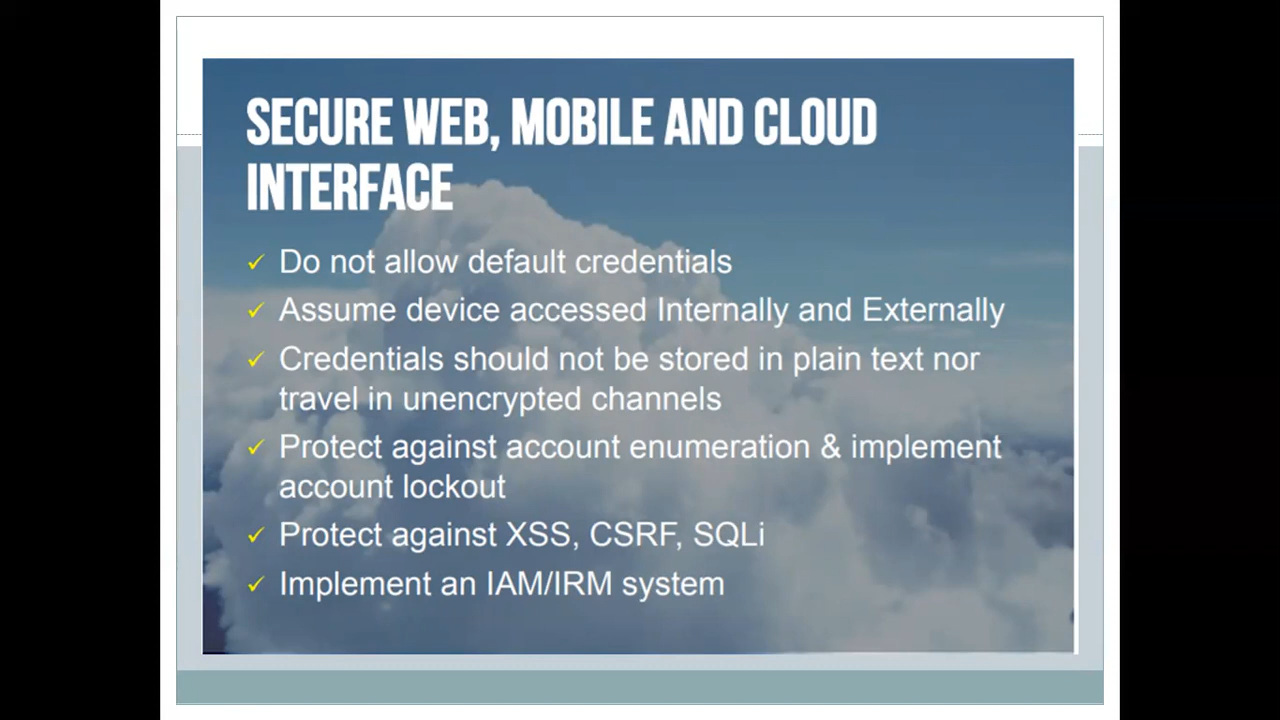 SECURE WEB, MOBILE AND CLOUD
INTERFACE
✓ Do not allow default credentials
✓ Assume device accessed Internally and Externally
✓ Credentials should not be stored in plain text nor
travel in unencrypted channels
✓ Protect against account enumeration & implement
account lockout
✓ Protect against XSS, CSRF, SQLi
✓ Implement an IAM/IRM system